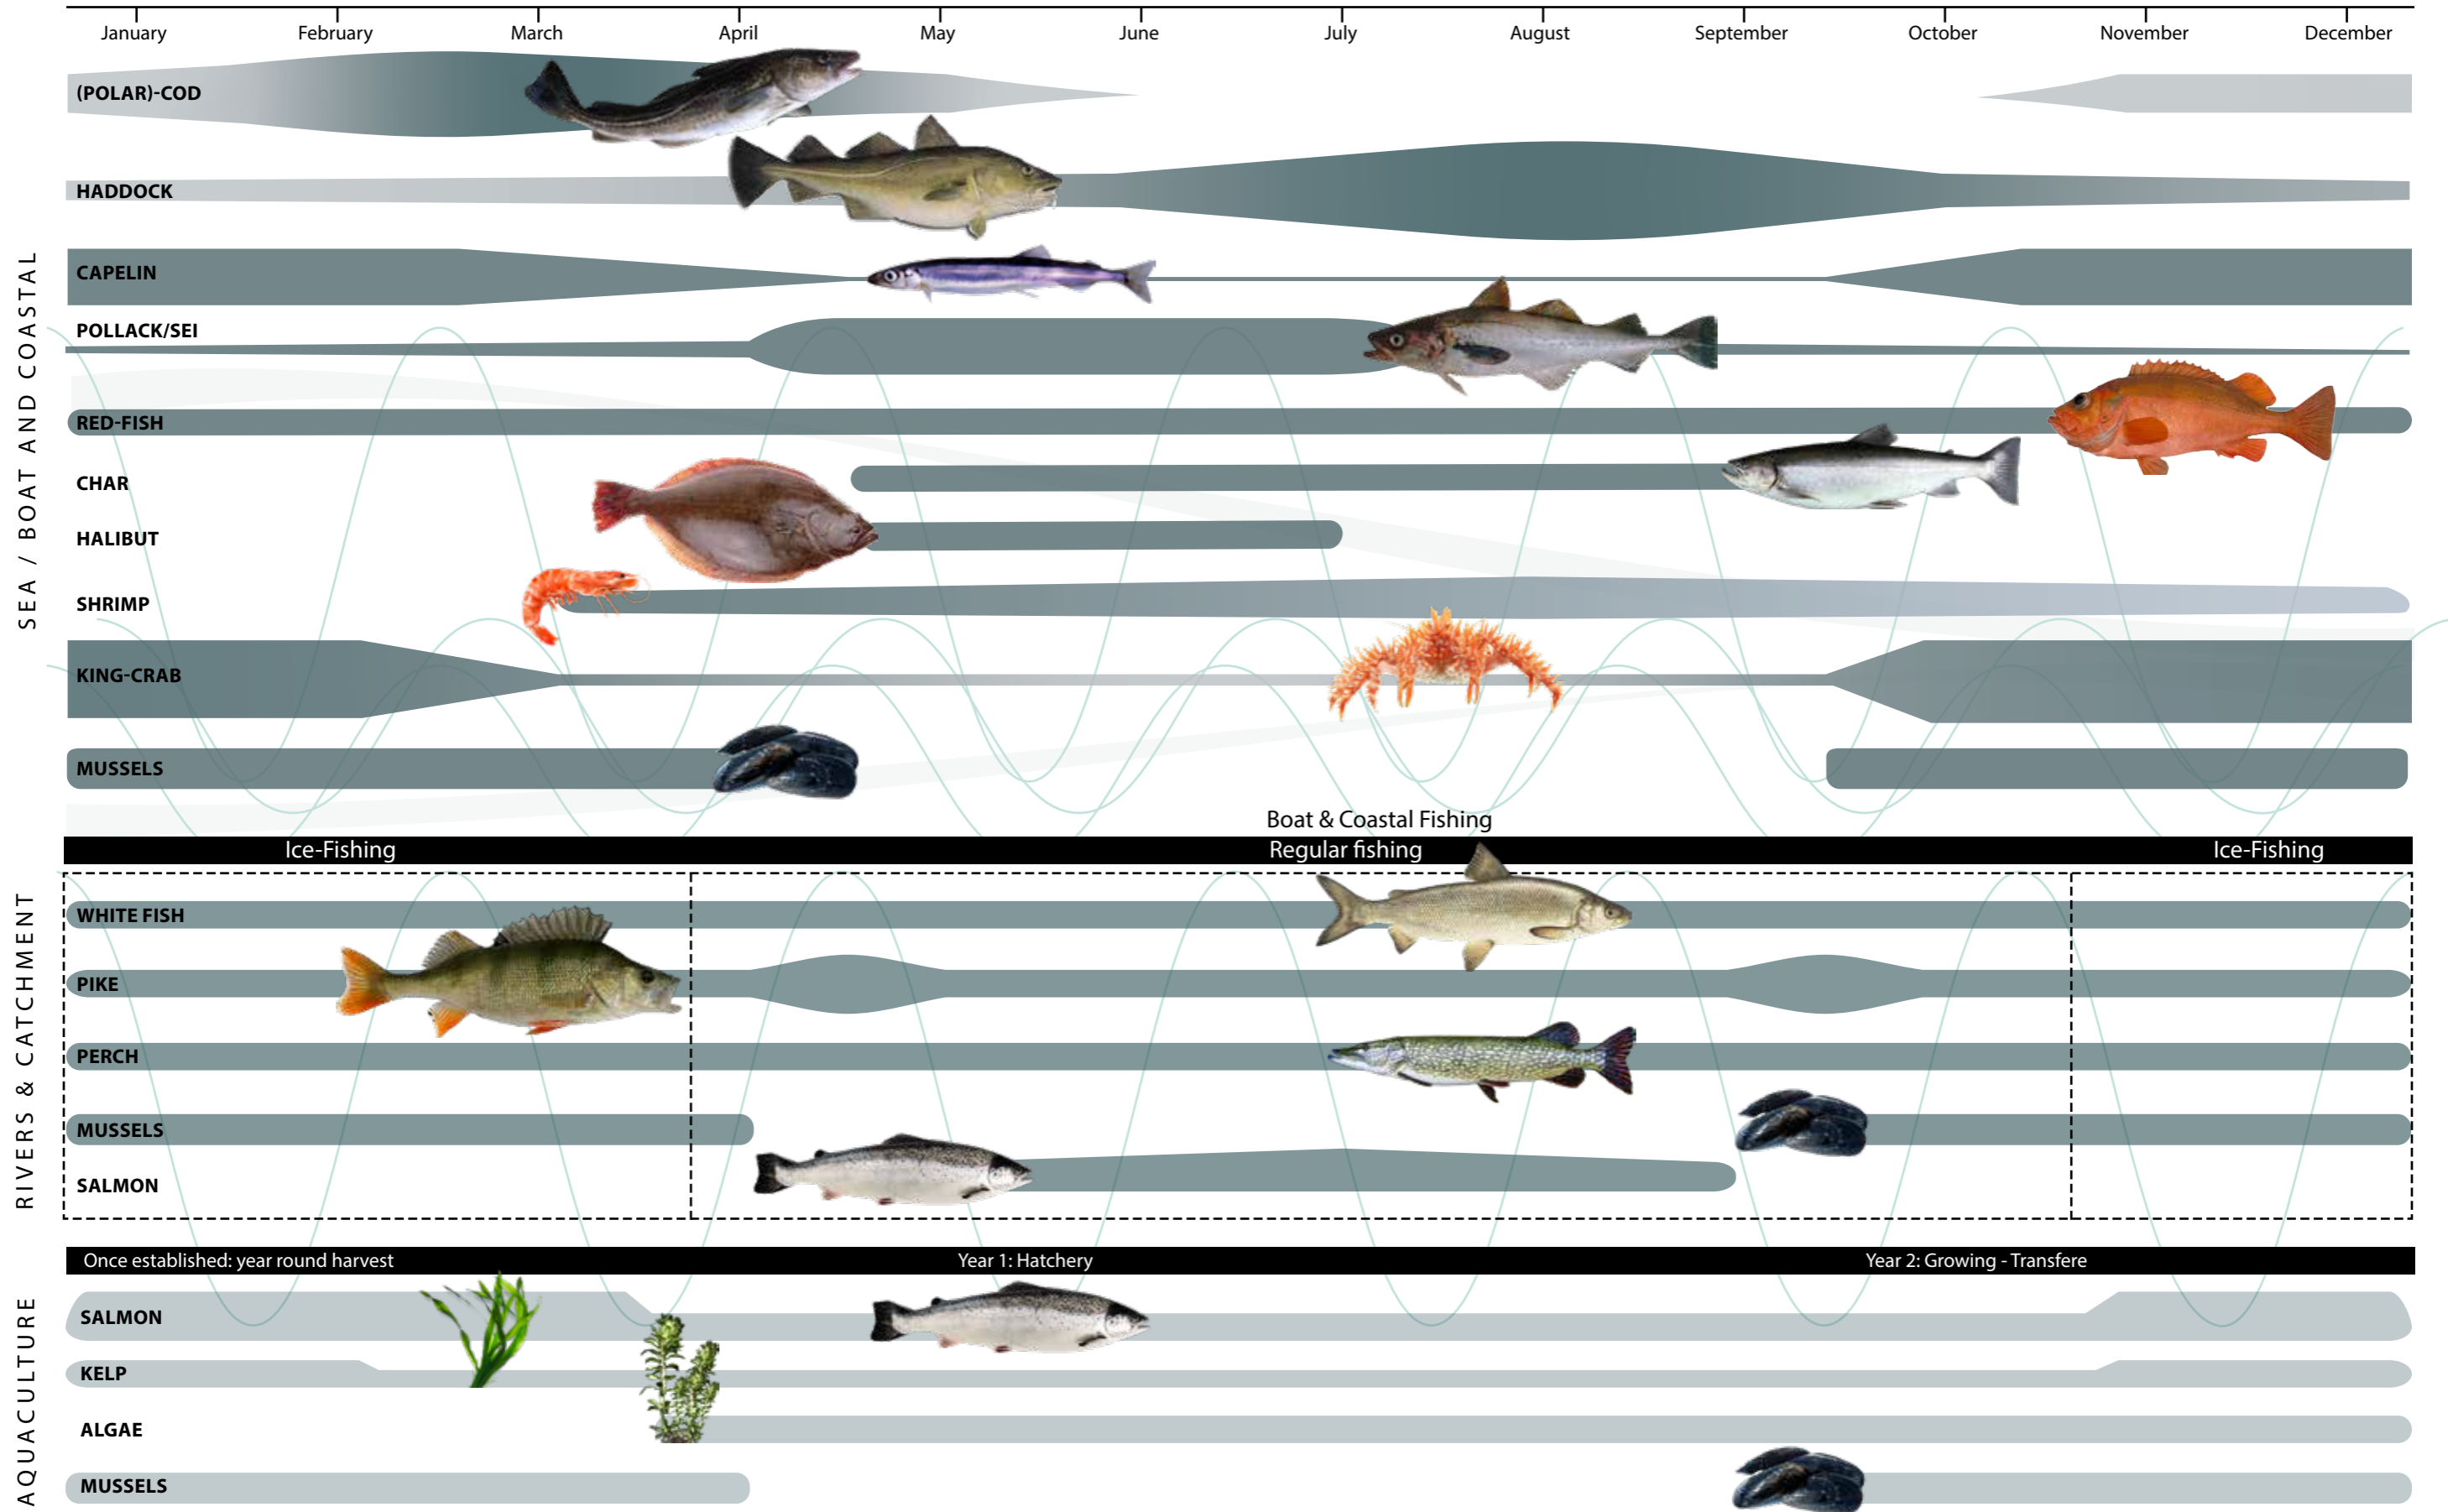 January February March April May June July August September October November December
SEA / BOAT AND COASTAL
(POLAR)-COD
HADDOCK
CAPELIN
POLLACK/SEI
RED-FISH
CHAR
HALIBUT
SHRIMP
KING-CRAB
MUSSELS
Boat & Coastal Fishing
Ice-Fishing Regular fishing Ice-Fishing
RIVERS & CATCHMENT
WHITE FISH
PIKE
PERCH
MUSSELS
SALMON
Once established: year round harvest Year 1: Hatchery Year 2: Growing - Transfere
AQUACULTURE
SALMON
KELP
ALGAE
MUSSELS